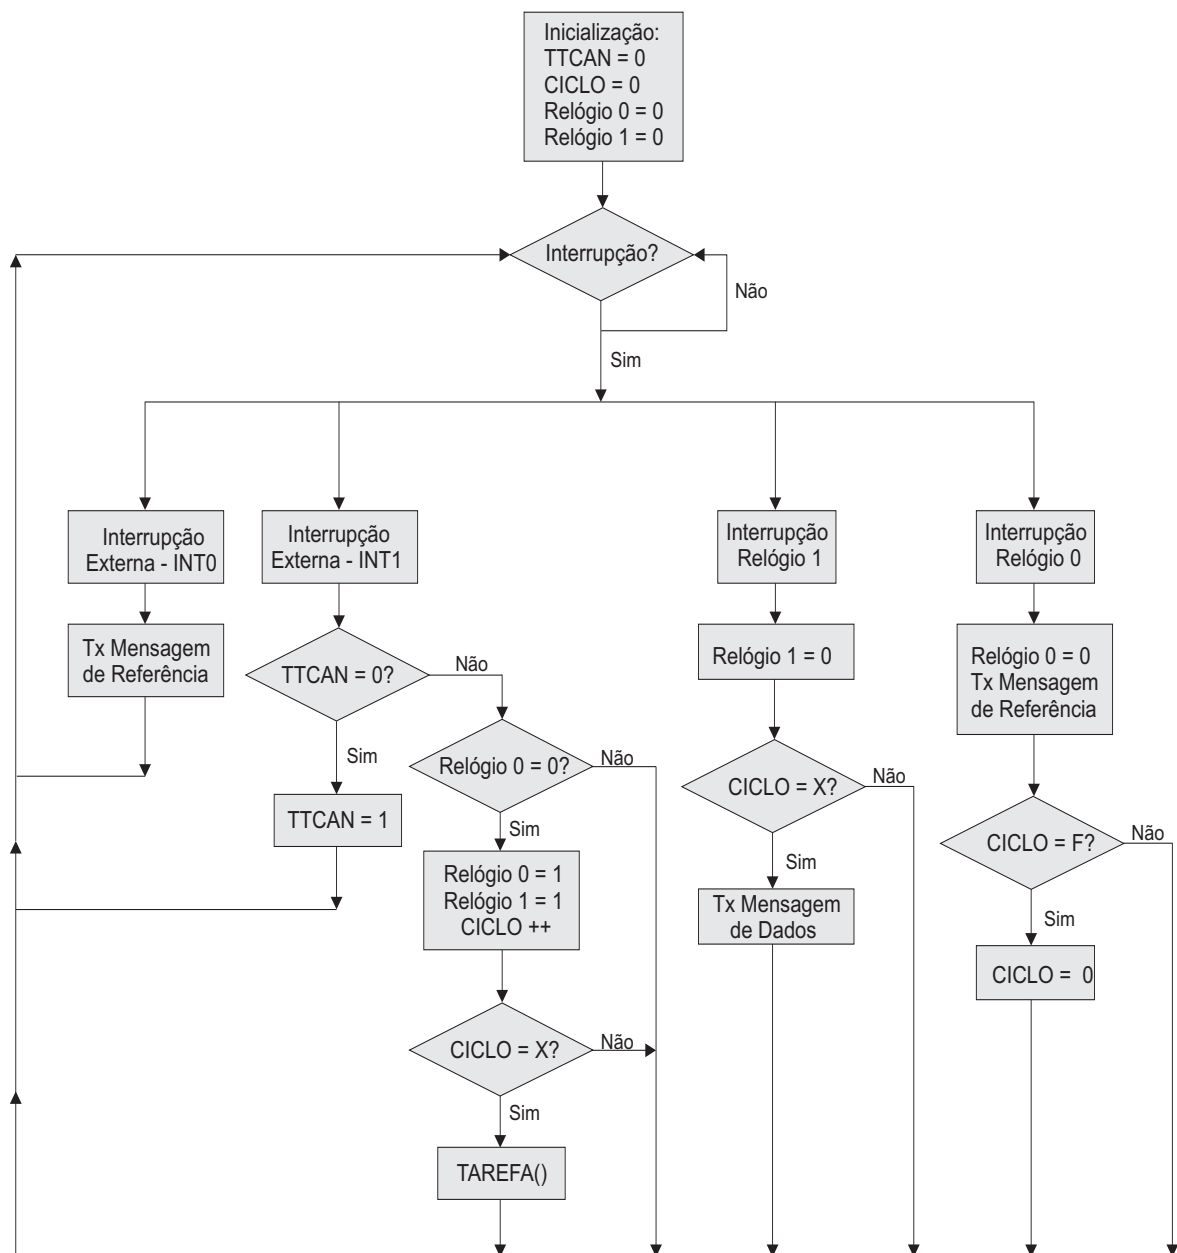 Inicialização:
TTCAN = 0
CICLO = 0
Relógio 0 = 0
Relógio 1 = 0
Interrupção?
Não
Sim
Interrupção
Externa - INT0
Interrupção
Externa - INT1
Interrupção
Relógio 1
Interrupção
Relógio 0
Tx Mensagem
de Referência
TTCAN = 0?
Não
Sim
TTCAN = 1
Relógio 0 = 0?
Não
Sim
Relógio 0 = 1
Relógio 1 = 1
CICLO ++
CICLO = X?
Não
Sim
TAREFA()
Relógio 1 = 0
CICLO = X?
Não
Sim
Tx Mensagem
de Dados
Relógio 0 = 0
Tx Mensagem
de Referência
CICLO = F?
Não
Sim
CICLO = 0